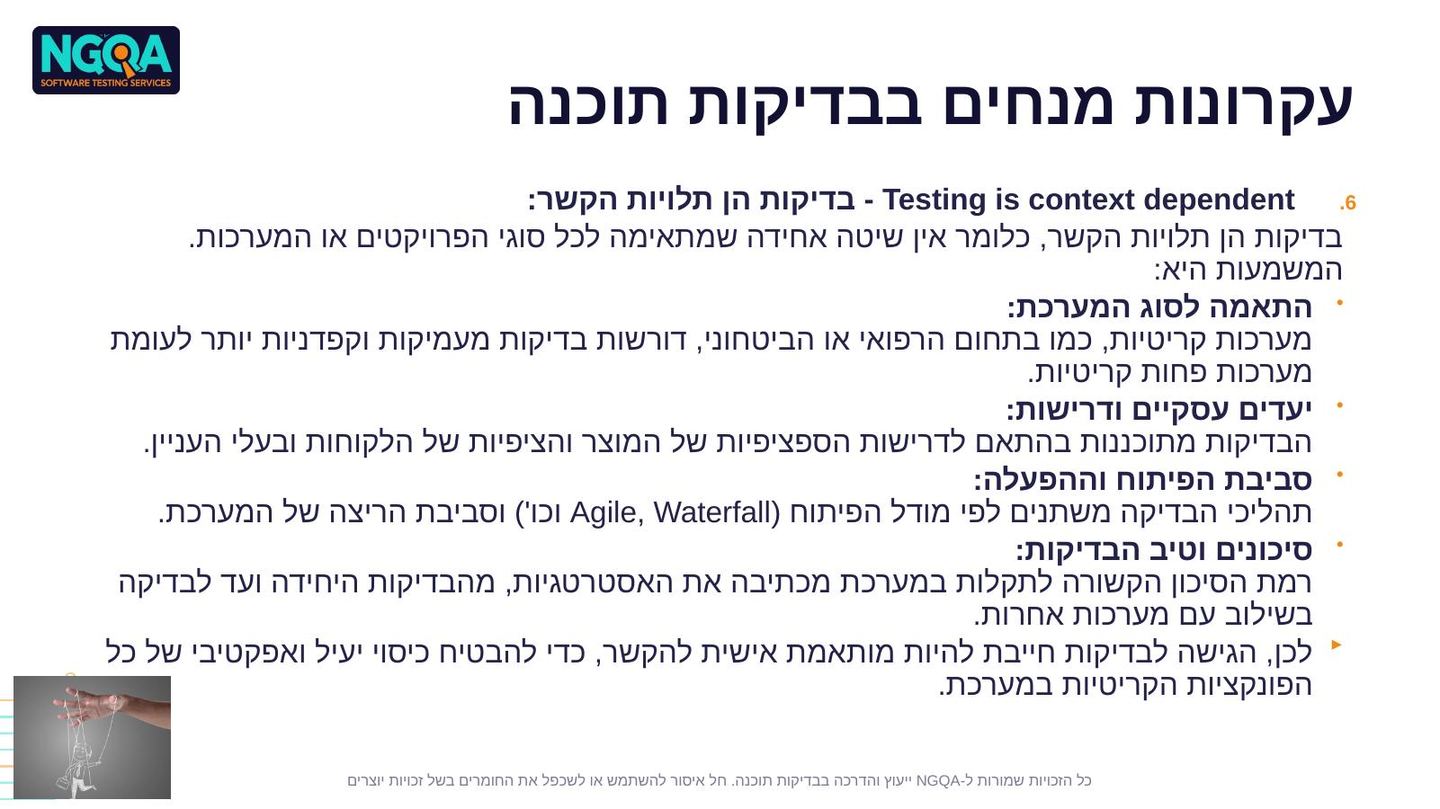 NGQA
SOFTWARE TESTING SERVICES
עקרונות מנחים בבדיקות תוכנה
6. Testing is context dependent - בדיקות הן תלויות הקשר:
בדיקות הן תלויות הקשר, כלומר אין שיטה אחידה שמתאימה לכל סוגי הפרויקטים או המערכות.
המשמעות היא:
• התאמה לסוג המערכת:
מערכות קריטיות, כמו בתחום הרפואי או הביטחוני, דורשות בדיקות מעמיקות וקפדניות יותר לעומת
מערכות פחות קריטיות.
• יעדים עסקיים ודרישות:
הבדיקות מתוכננות בהתאם לדרישות הספציפיות של המוצר והציפיות של הלקוחות ובעלי העניין.
• סביבת הפיתוח וההפעלה:
תהליכי הבדיקה משתנים לפי מודל הפיתוח (Agile, Waterfall וכו') וסביבת הריצה של המערכת.
• סיכונים וטיב הבדיקות:
רמת הסיכון הקשורה לתקלות במערכת מכתיבה את האסטרטגיות, מהבדיקות היחידה ועד לבדיקה
בשילוב עם מערכות אחרות.
לכן, הגישה לבדיקות חייבת להיות מותאמת אישית להקשר, כדי להבטיח כיסוי יעיל ואפקטיבי של כל
הפונקציות הקריטיות במערכת.
כל הזכויות שמורות ל-NGQA ייעוץ והדרכה בבדיקות תוכנה. חל איסור להשתמש או לשכפל את החומרים בשל זכויות יוצרים